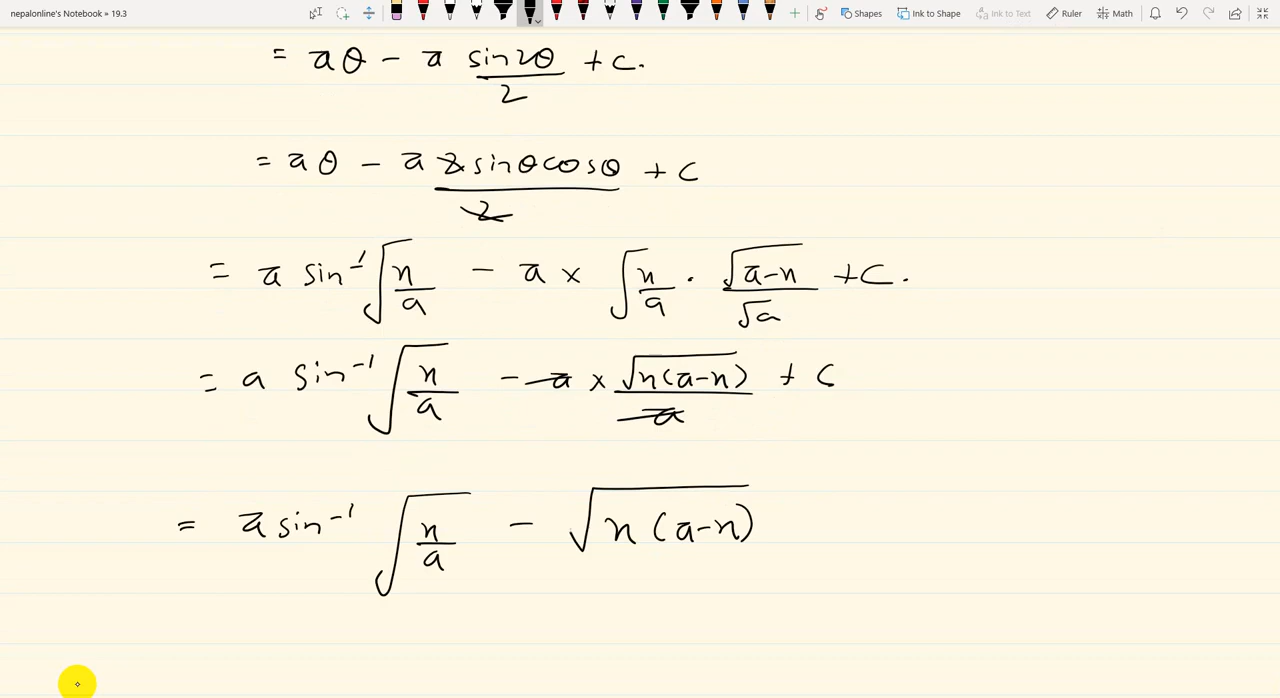 nepalonline's Notebook » 19.3
Shapes Ink to Shape Ink to Text Ruler Math
= aθ - a sin2θ/2 + c.
= aθ - a 2sinθcosθ/2 + c
= a sin⁻¹ √(n/a) - a × √(n/a) · √(a-n)/√a + c.
= a sin⁻¹ √(n/a) - a × √(n(a-n))/a + c
= a sin⁻¹ √(n/a) - √(n(a-n))